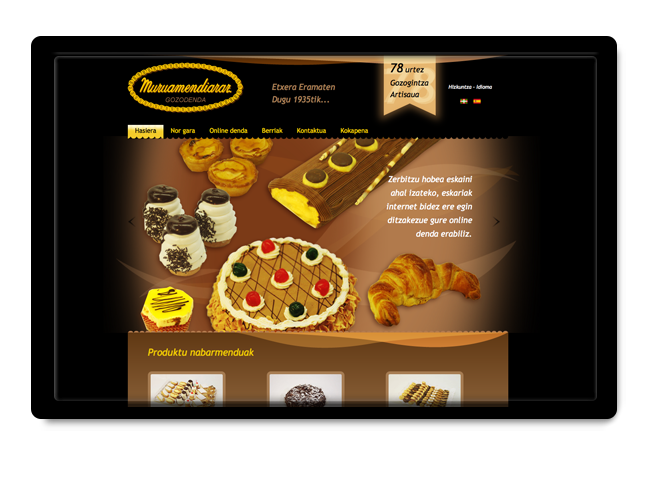 Muruamendiaraz
GOZODENDA
Etxera Eramaten
Dugu 1935tik...
78 urtez
Gozogintza
Artisaua
Hizkuntza - Idioma
Hasiera Nor gara Online denda Berriak Kontaktua Kokapena
Zerbitzu hobea eskaini
ahal izateko, eskariak
internet bidez ere egin
ditzakezue gure online
denda erabiliz.
Produktu nabarmenduak